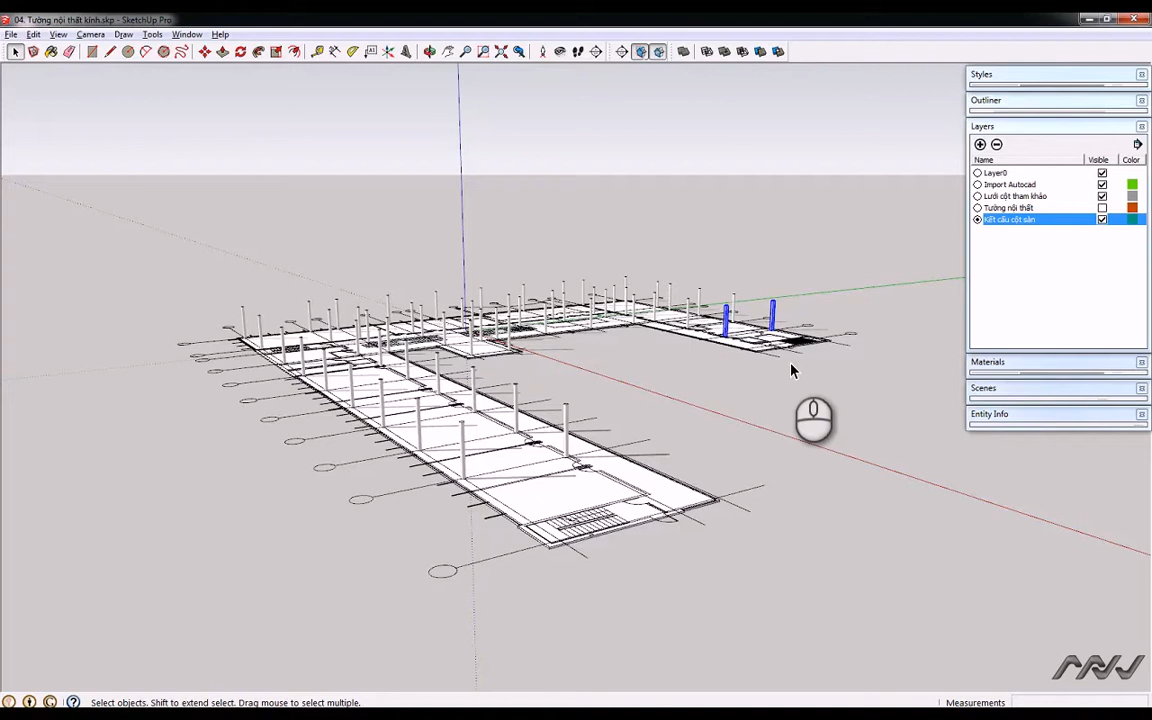 04. Tường nội thất kính.skp - SketchUp Pro
File Edit View Camera Draw Tools Window Help
Styles
Outliner
Layers
Name Visible Color
Layer0
Import Autocad
Lưới cột tham khảo
Tường nội thất
Kết cấu cột sàn
Materials
Scenes
Entity Info
Select objects. Shift to extend select. Drag mouse to select multiple.
Measurements